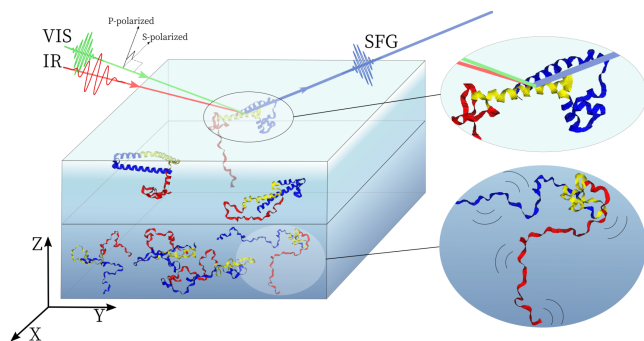 P-polarized
S-polarized
VIS
IR
SFG
Z
Y
X